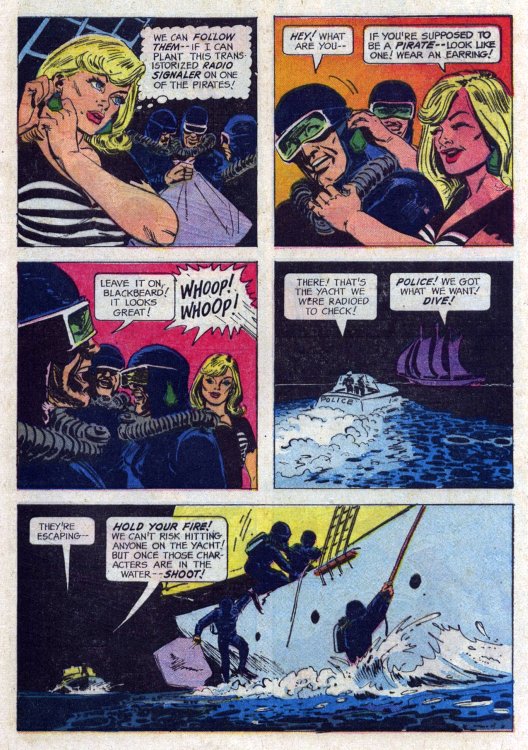 WE CAN FOLLOW
THEM--IF I CAN
PLANT THIS TRAN-
ISTORIZED RADIO
SIGNALER ON ONE
OF THE PIRATES!
HEY! WHAT
ARE YOU--
IF YOU'RE SUPPOSED TO
BE A PIRATE--LOOK LIKE
ONE! WEAR AN EARRING!
LEAVE IT ON,
BLACKBEARD!
IT LOOKS
GREAT!
WHOOP!
WHOOP!
THERE! THAT'S
THE YACHT WE
WERE RADIOED
TO CHECK!
POLICE! WE GOT
WHAT WE WANT!
DIVE!
POLICE
THEY'RE
ESCAPING--
HOLD YOUR FIRE!
WE CAN'T RISK HITTING
ANYONE ON THE YACHT!
BUT ONCE THOSE CHAR-
ACTERS ARE IN THE
WATER--SHOOT!